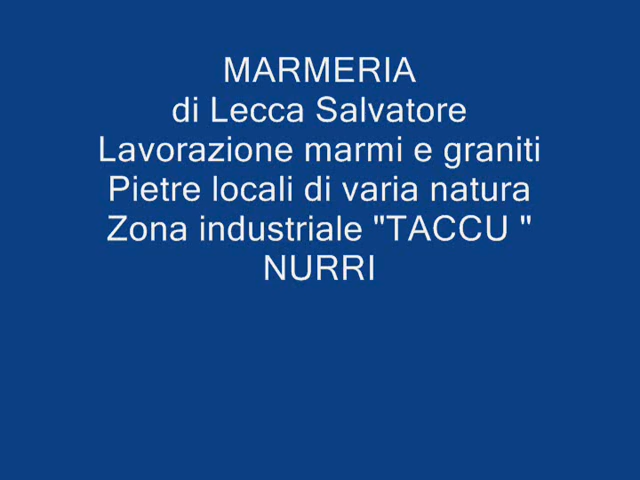 MARMERIA
di Lecca Salvatore
Lavorazione marmi e graniti
Pietre locali di varia natura
Zona industriale "TACCU "
NURRI